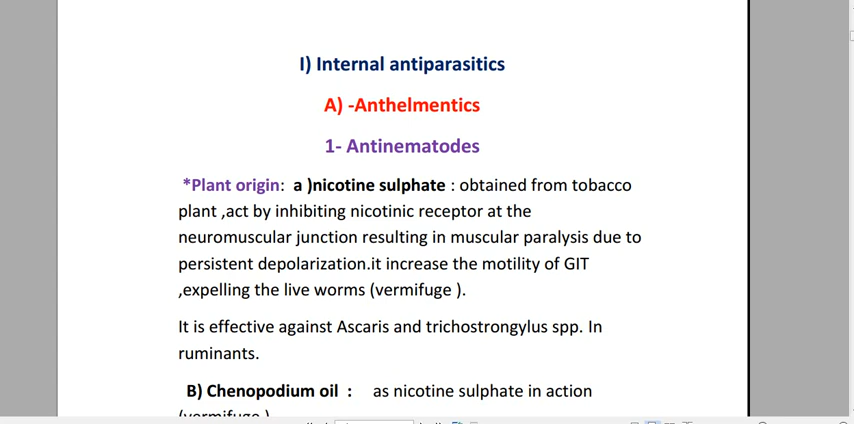 I) Internal antiparasitics
A) -Anthelmentics
1- Antinematodes
*Plant origin: a )nicotine sulphate : obtained from tobacco
plant ,act by inhibiting nicotinic receptor at the
neuromuscular junction resulting in muscular paralysis due to
persistent depolarization.it increase the motility of GIT
,expelling the live worms (vermifuge ).
It is effective against Ascaris and trichostrongylus spp. In
ruminants.
B) Chenopodium oil : as nicotine sulphate in action
(vermifuge )